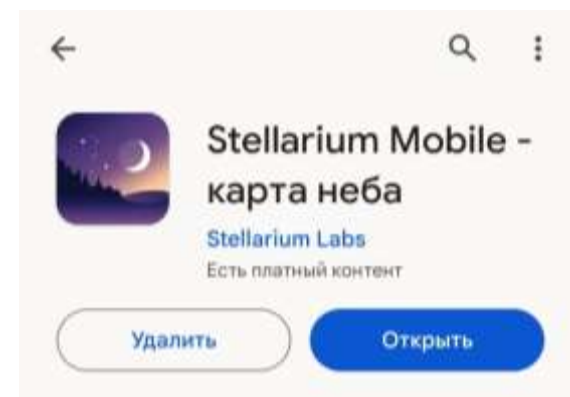 Stellarium Mobile -
карта неба
Stellarium Labs
Есть платный контент
Удалить
Открыть